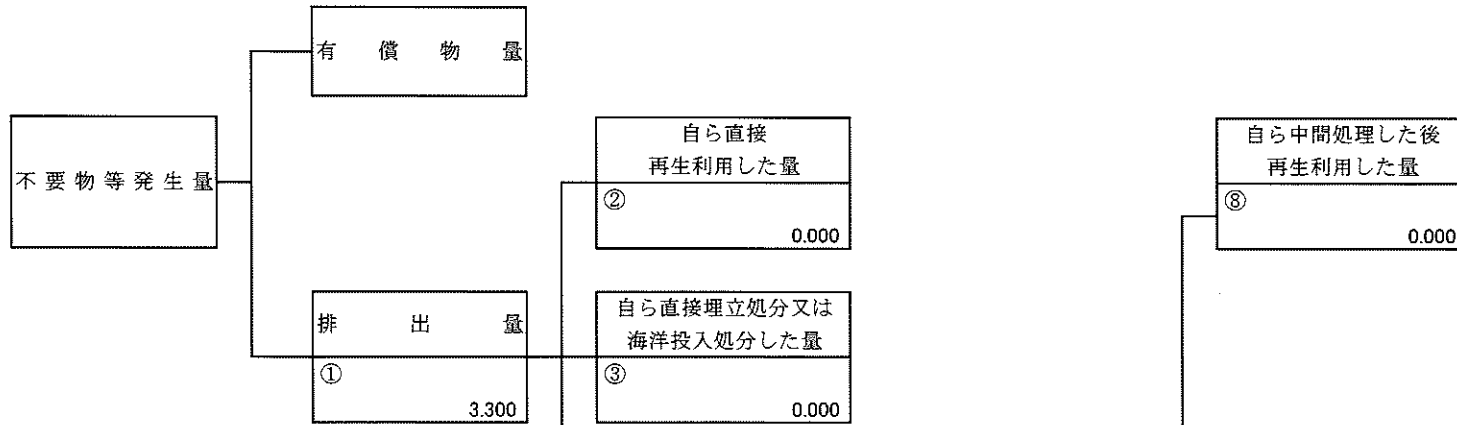 有償物量
不要物等発生量
自ら直接
再生利用した量
②
0.000
自ら中間処理した後
再生利用した量
⑧
0.000
排出量
①
3.300
自ら直接埋立処分又は
海洋投入処分した量
③
0.000